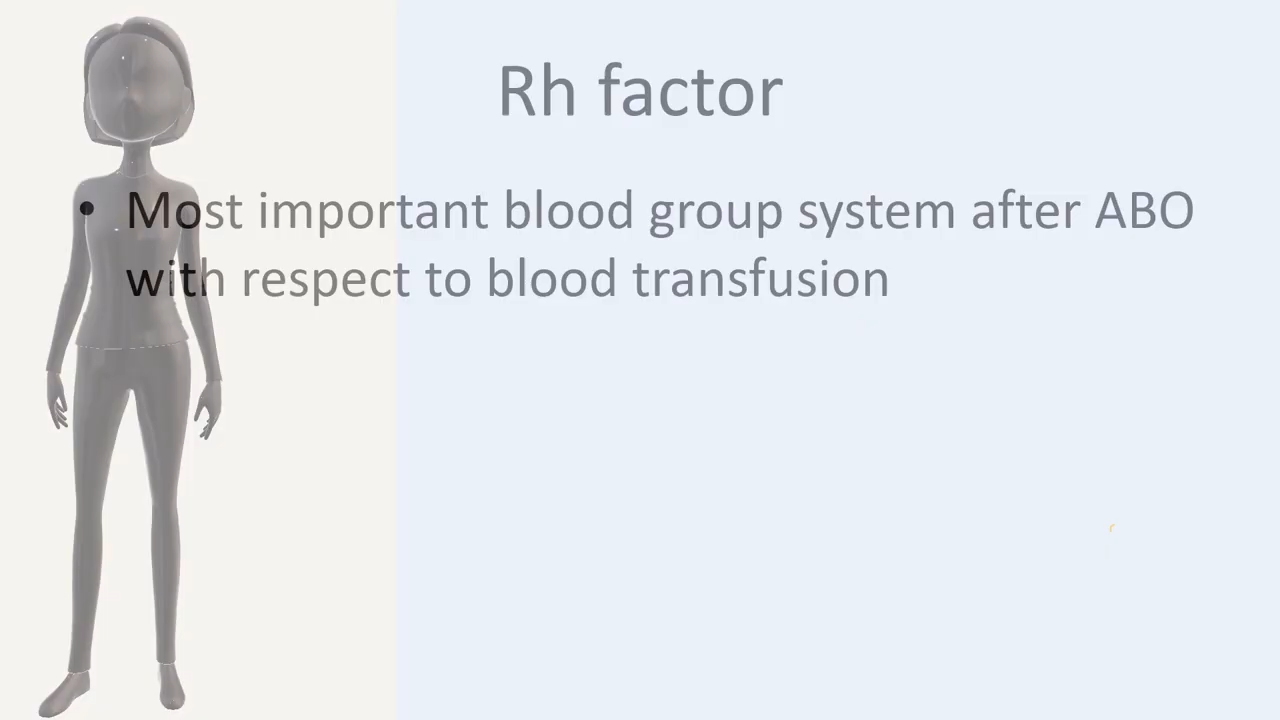 Rh factor
• Most important blood group system after ABO
with respect to blood transfusion